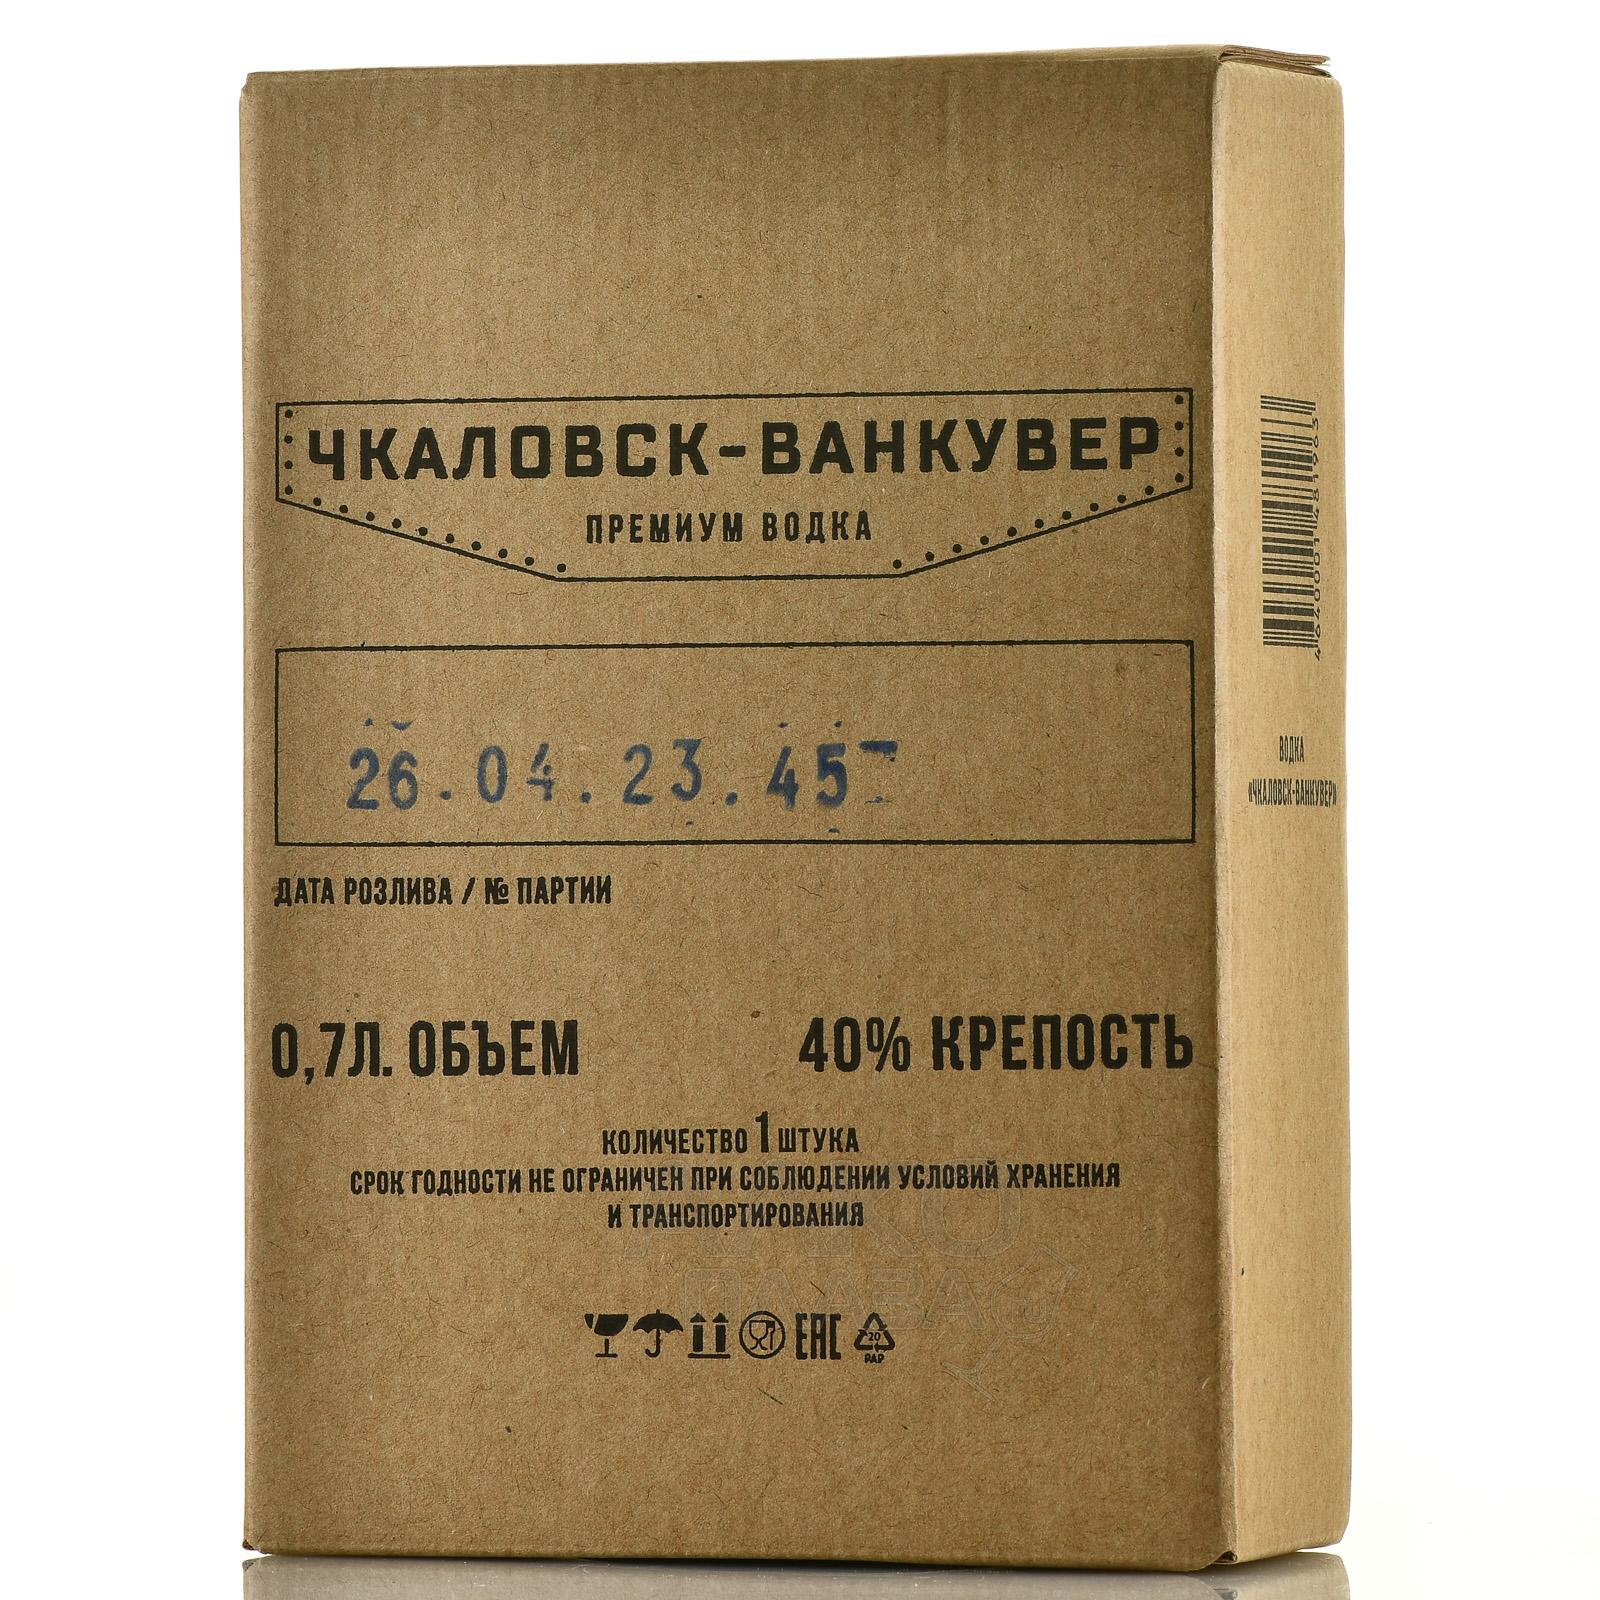 ЧКАЛОВСК-ВАНКУВЕР
ПРЕМИУМ ВОДКА
26.04.23.45
ДАТА РОЗЛИВА / № ПАРТИИ
0,7Л. ОБЪЕМ
40% КРЕПОСТЬ
КОЛИЧЕСТВО 1 ШТУКА
СРОК ГОДНОСТИ НЕ ОГРАНИЧЕН ПРИ СОБЛЮДЕНИИ УСЛОВИЙ ХРАНЕНИЯ
И ТРАНСПОРТИРОВАНИЯ
EAC
20
PAP
ВОДКА
«ЧКАЛОВСК-ВАНКУВЕР»